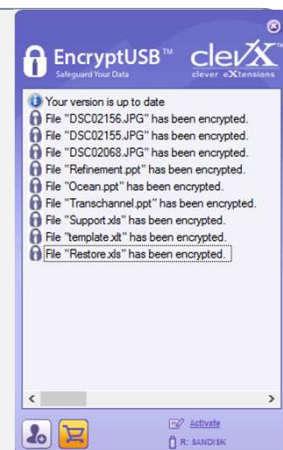 EncryptUSB™
Safeguard Your Data
clevX™
clever eXtensions
Your version is up to date
File "DSC02156.JPG" has been encrypted.
File "DSC02155.JPG" has been encrypted.
File "DSC02068.JPG" has been encrypted.
File "Refinement.ppt" has been encrypted.
File "Ocean.ppt" has been encrypted.
File "Transchannel.ppt" has been encrypted.
File "Support.xls" has been encrypted.
File "template.xlt" has been encrypted.
File "Restore.xls" has been encrypted.
Activate
R: SANDISK